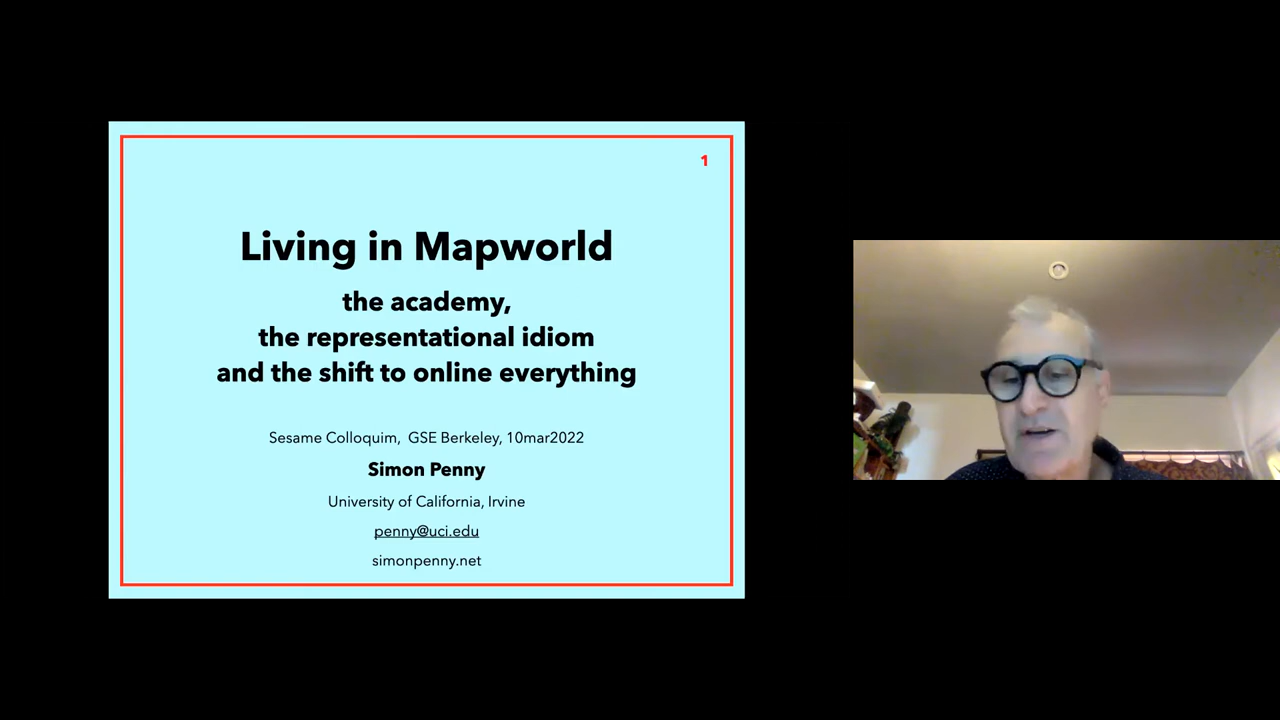 1
Living in Mapworld
the academy,
the representational idiom
and the shift to online everything
Sesame Colloquim, GSE Berkeley, 10mar2022
Simon Penny
University of California, Irvine
penny@uci.edu
simonpenny.net